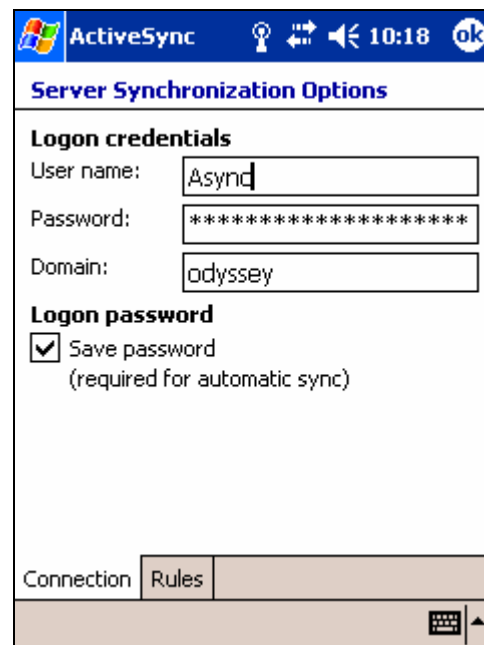 ActiveSync 10:18 ok
Server Synchronization Options
Logon credentials
User name: Async
Password: *********************
Domain: odyssey
Logon password
Save password
(required for automatic sync)
Connection Rules